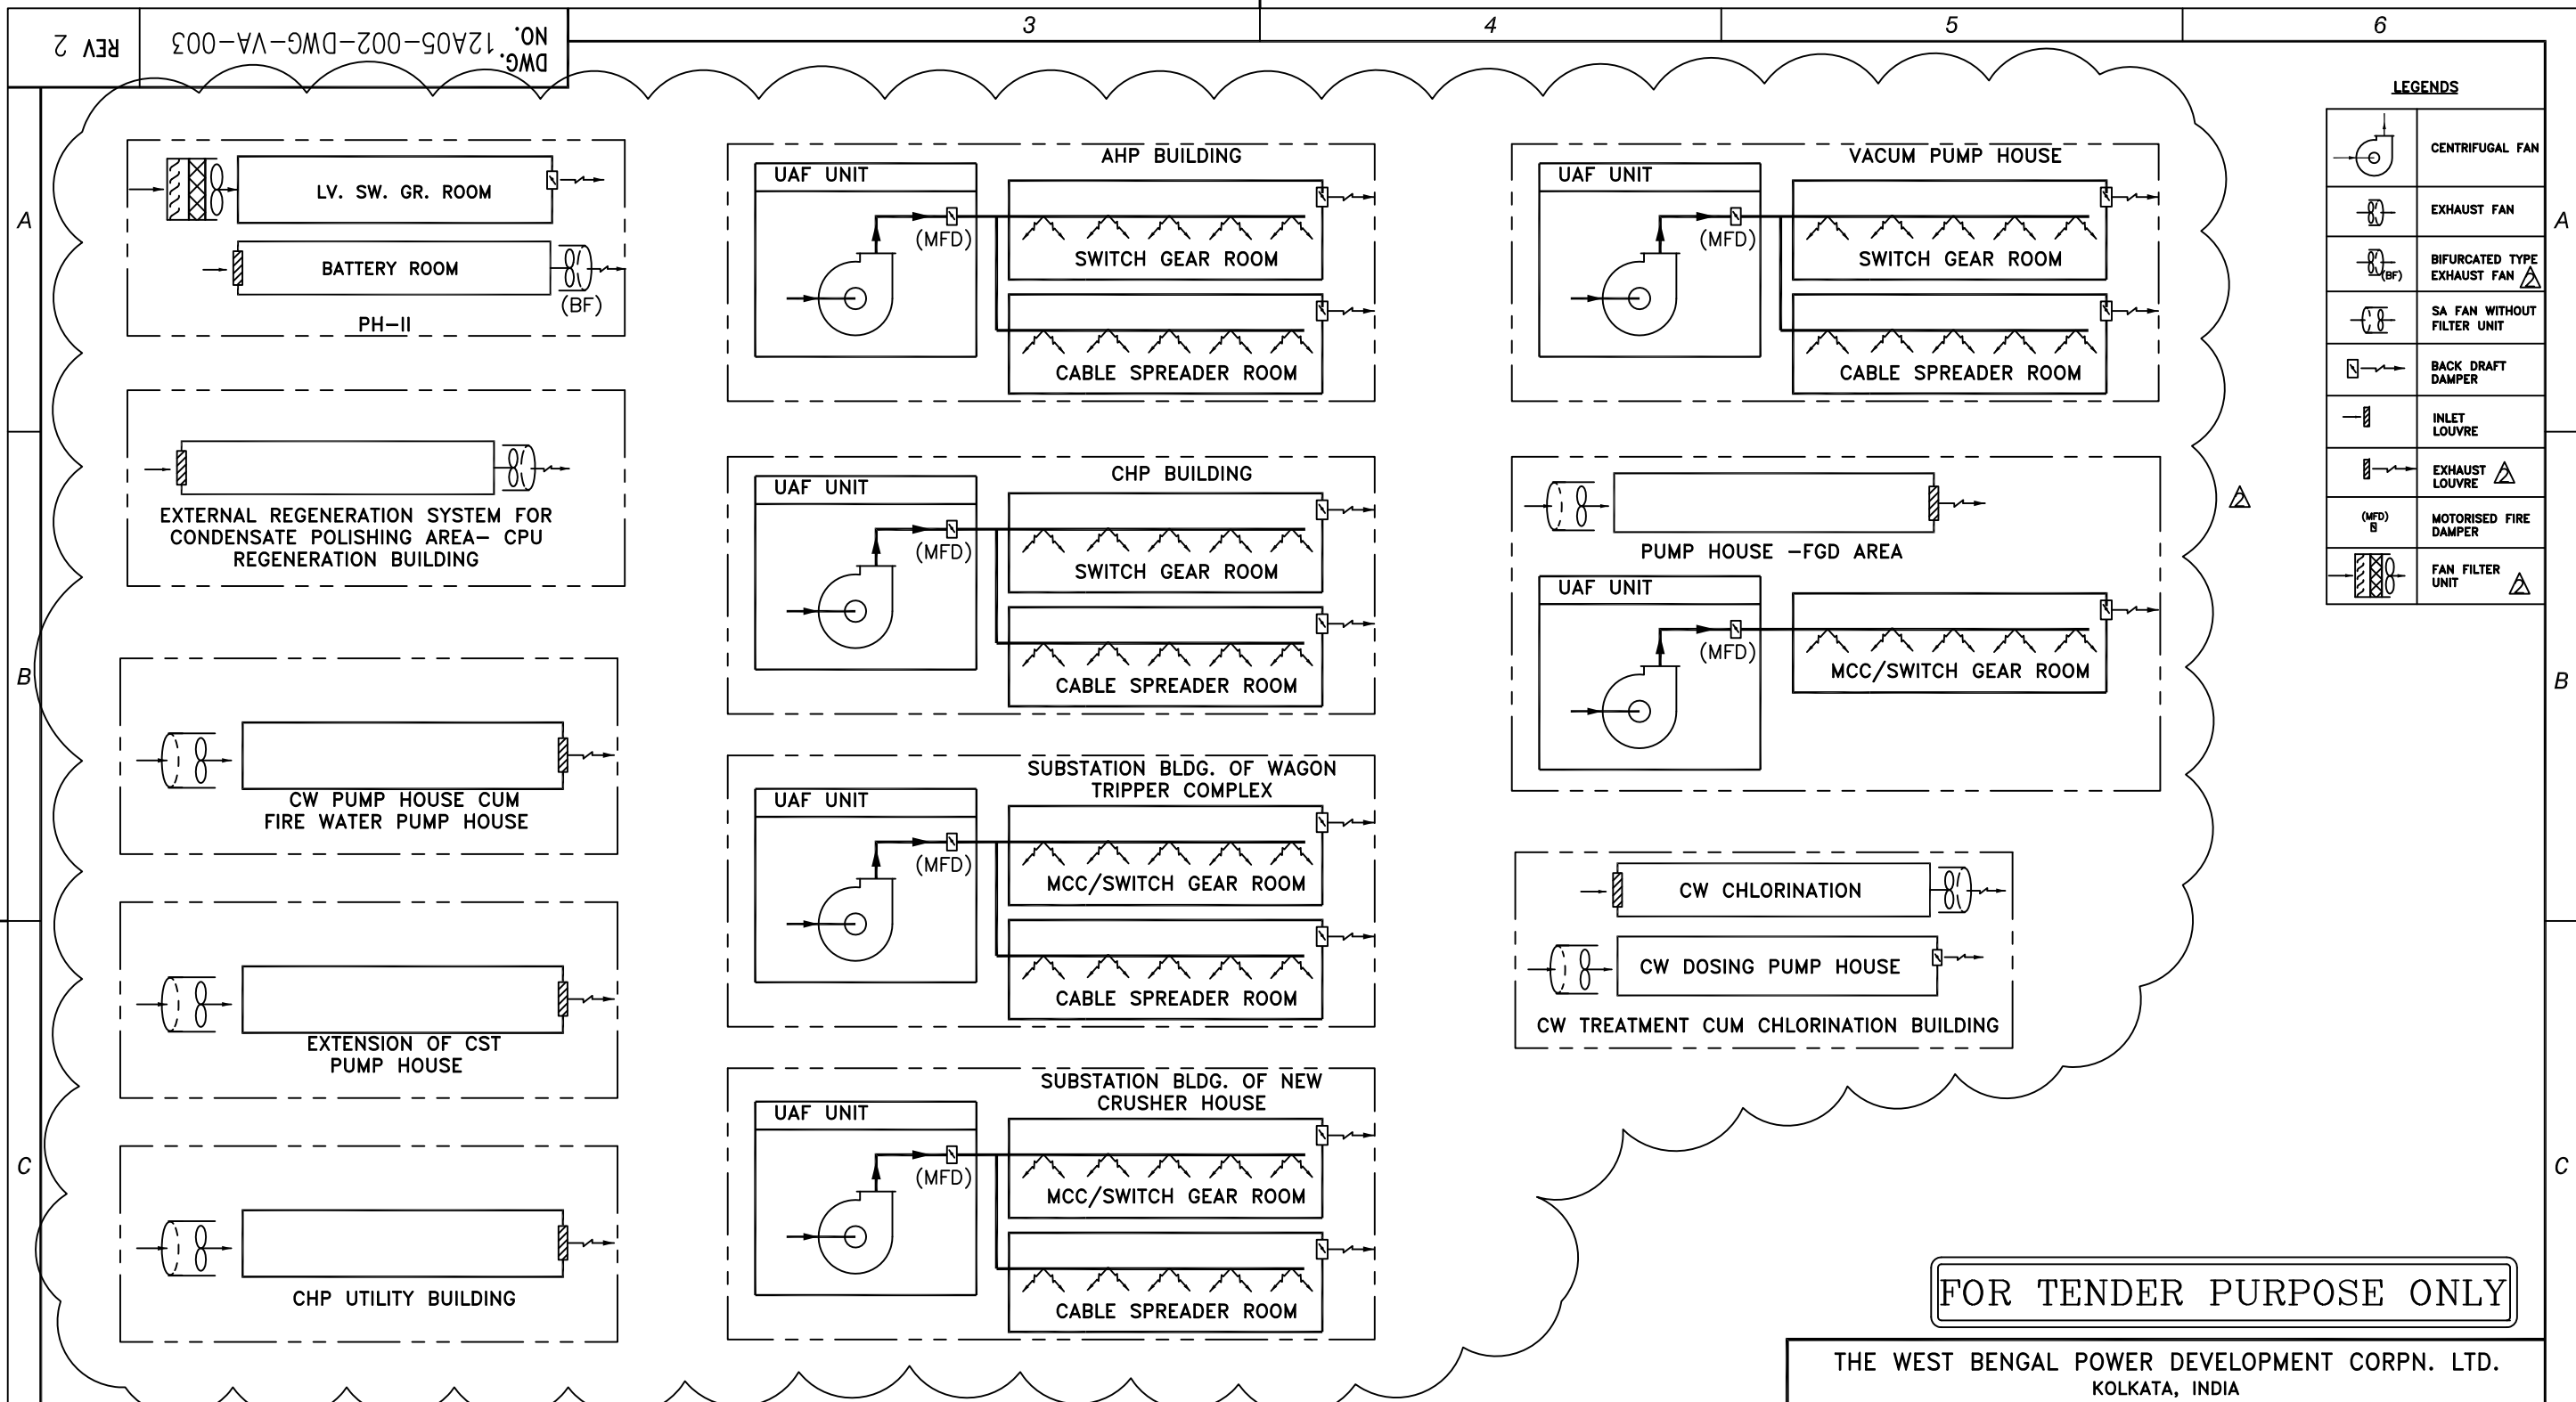 DWG.
NO. 12A05-002-DWG-VA-003
REV 2
3
4
5
6
A
B
C
A
B
C
LV. SW. GR. ROOM
BATTERY ROOM
(BF)
PH-II
EXTERNAL REGENERATION SYSTEM FOR
CONDENSATE POLISHING AREA- CPU
REGENERATION BUILDING
CW PUMP HOUSE CUM
FIRE WATER PUMP HOUSE
EXTENSION OF CST
PUMP HOUSE
CHP UTILITY BUILDING
AHP BUILDING
UAF UNIT
(MFD)
SWITCH GEAR ROOM
CABLE SPREADER ROOM
CHP BUILDING
UAF UNIT
(MFD)
SWITCH GEAR ROOM
CABLE SPREADER ROOM
SUBSTATION BLDG. OF WAGON
TRIPPER COMPLEX
UAF UNIT
(MFD)
MCC/SWITCH GEAR ROOM
CABLE SPREADER ROOM
SUBSTATION BLDG. OF NEW
CRUSHER HOUSE
UAF UNIT
(MFD)
MCC/SWITCH GEAR ROOM
CABLE SPREADER ROOM
VACUM PUMP HOUSE
UAF UNIT
(MFD)
SWITCH GEAR ROOM
CABLE SPREADER ROOM
PUMP HOUSE -FGD AREA
UAF UNIT
(MFD)
MCC/SWITCH GEAR ROOM
CW CHLORINATION
CW DOSING PUMP HOUSE
CW TREATMENT CUM CHLORINATION BUILDING
2
LEGENDS
CENTRIFUGAL FAN
EXHAUST FAN
(BF)
BIFURCATED TYPE
EXHAUST FAN 2
SA FAN WITHOUT
FILTER UNIT
BACK DRAFT
DAMPER
INLET
LOUVRE
EXHAUST
LOUVRE 2
(MFD)
MOTORISED FIRE
DAMPER
FAN FILTER
UNIT 2
FOR TENDER PURPOSE ONLY
THE WEST BENGAL POWER DEVELOPMENT CORPN. LTD.
KOLKATA, INDIA